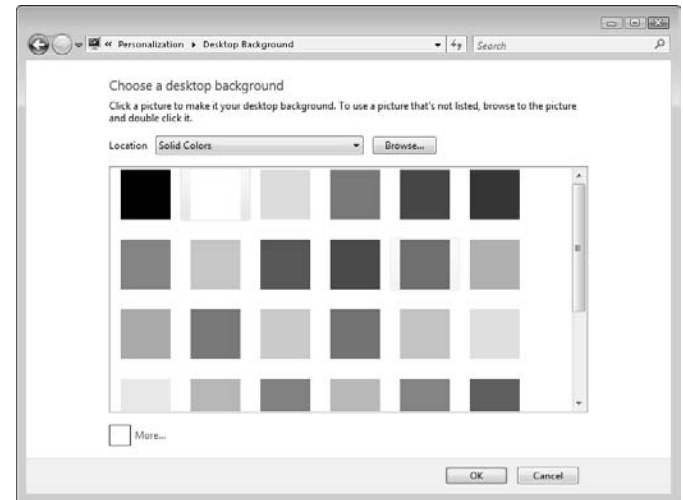 « Personalization ▸ Desktop Background Search
Choose a desktop background
Click a picture to make it your desktop background. To use a picture that's not listed, browse to the picture
and double click it.
Location Solid Colors Browse...
More...
OK Cancel